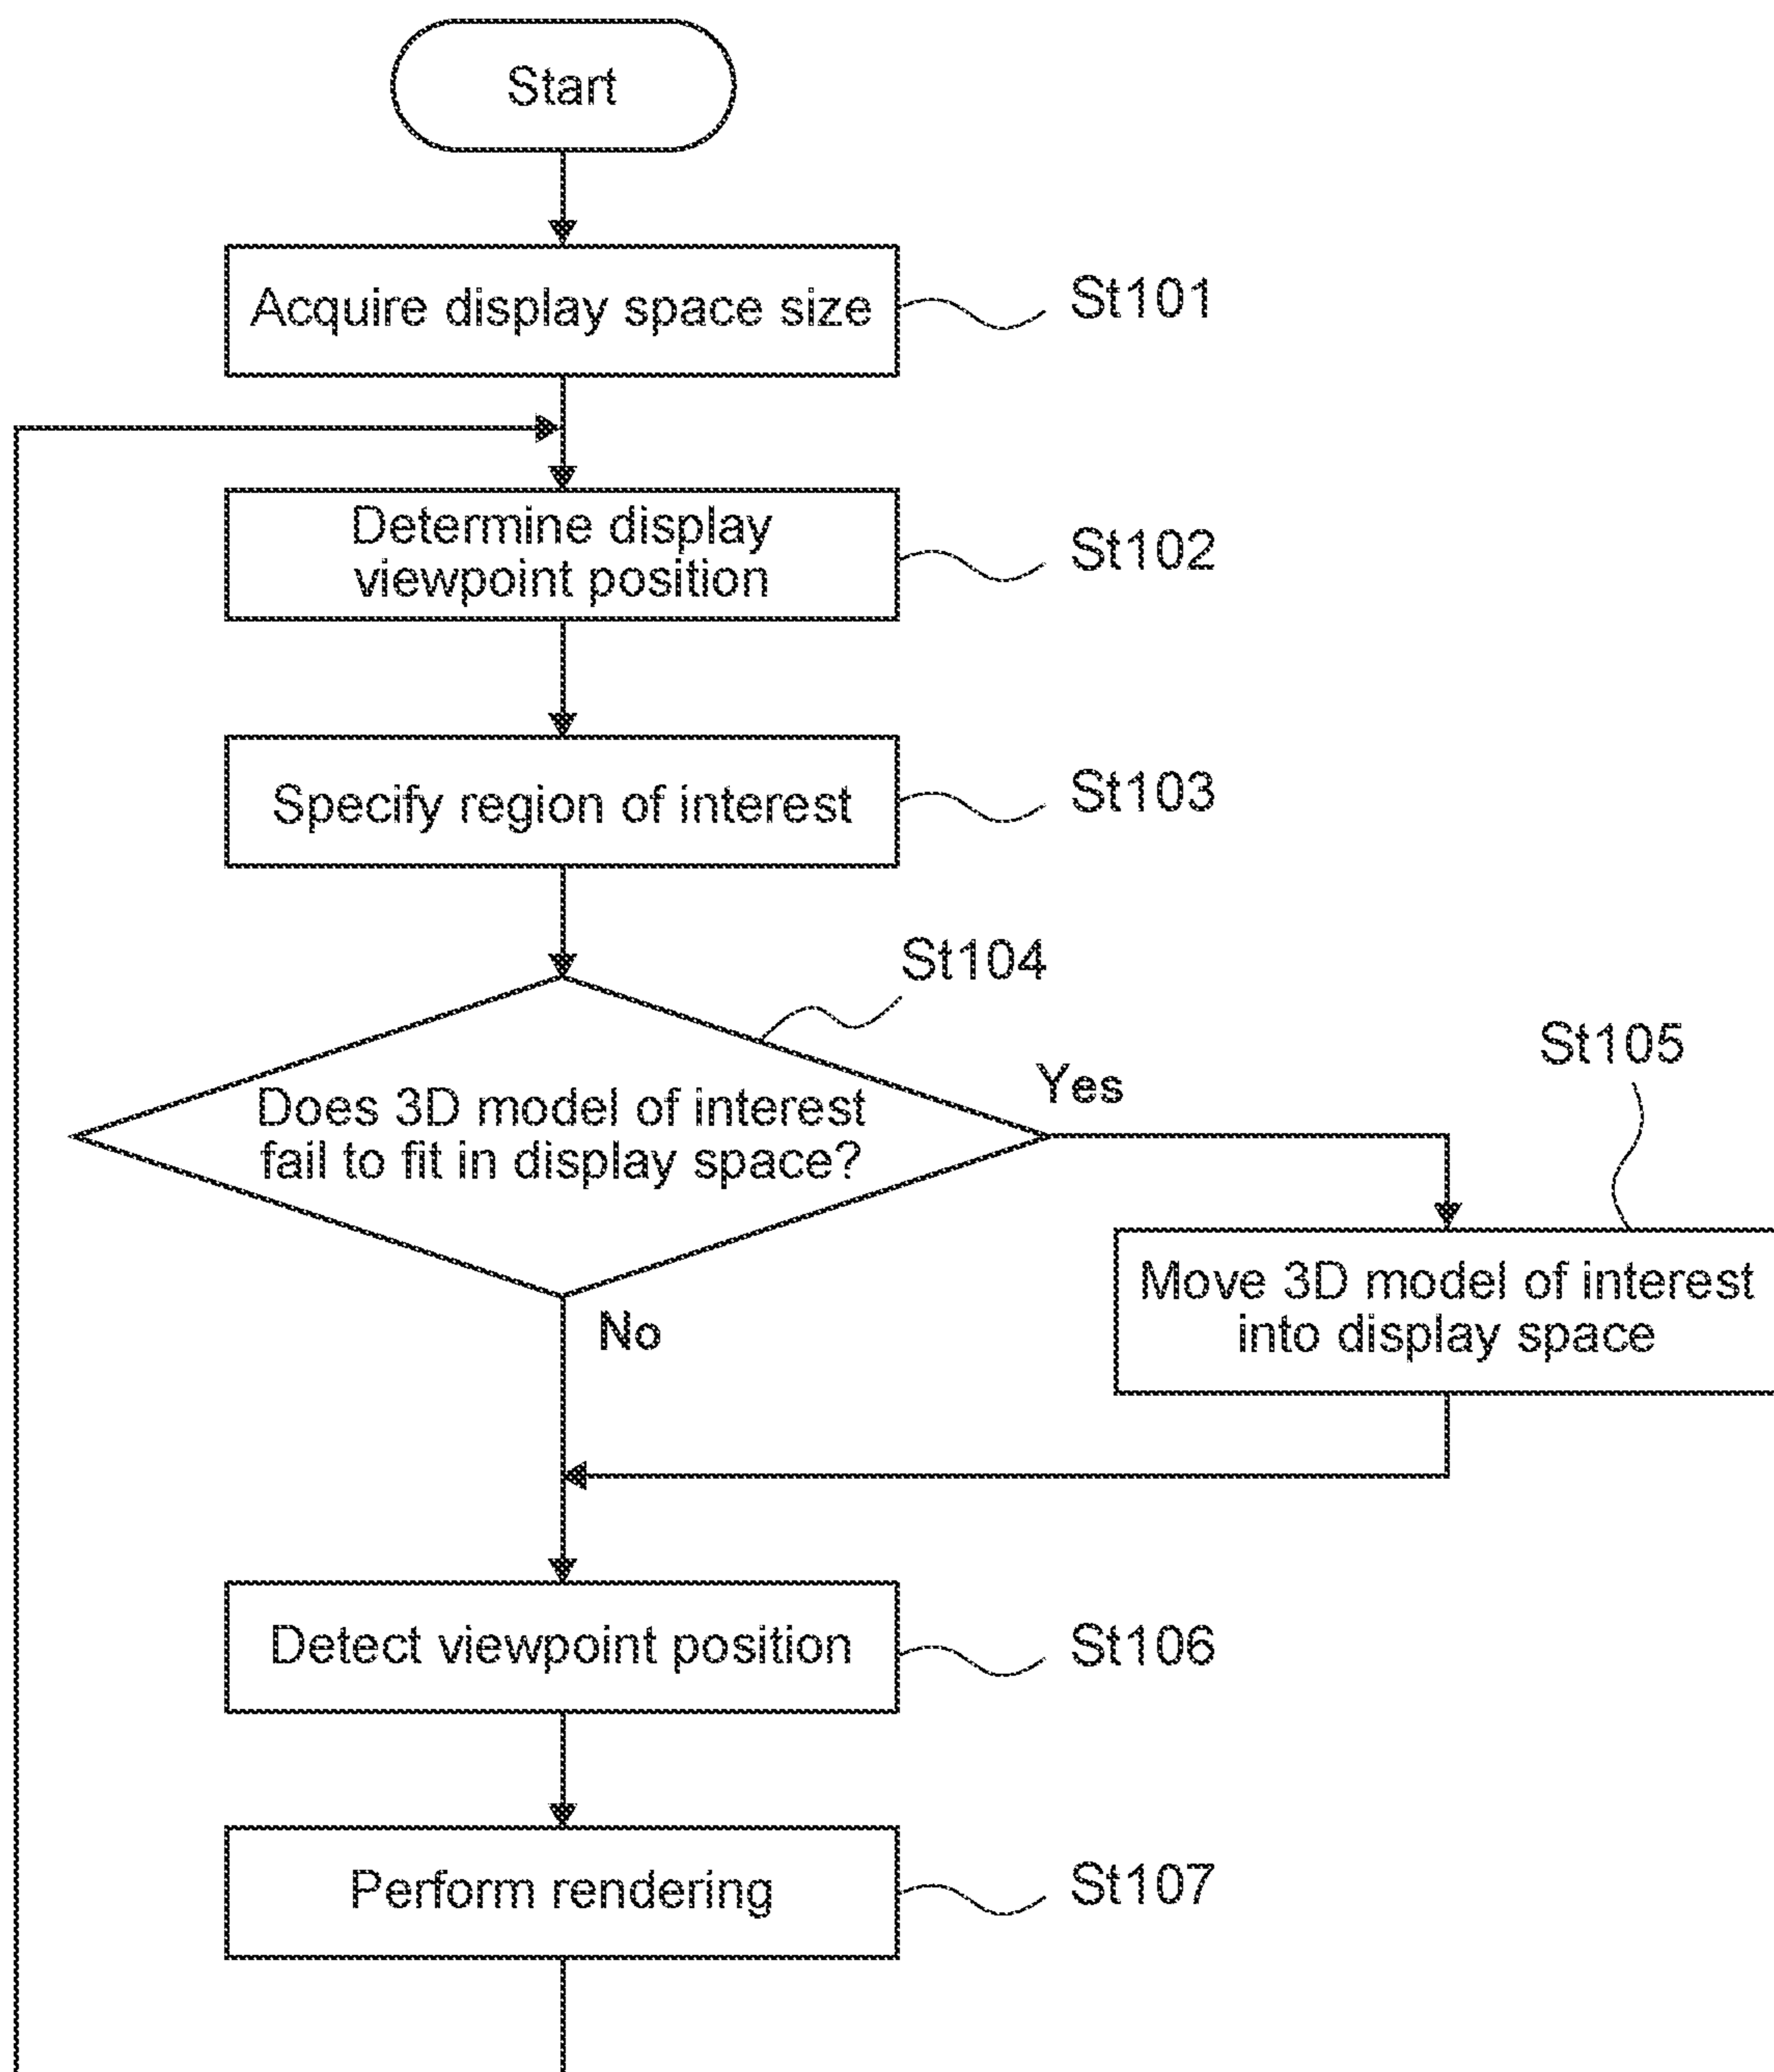 Start
Acquire display space size
St101
Determine display
viewpoint position
St102
Specify region of interest
St103
St104
Does 3D model of interest
fail to fit in display space?
Yes
No
St105
Move 3D model of interest
into display space
Detect viewpoint position
St106
Perform rendering
St107